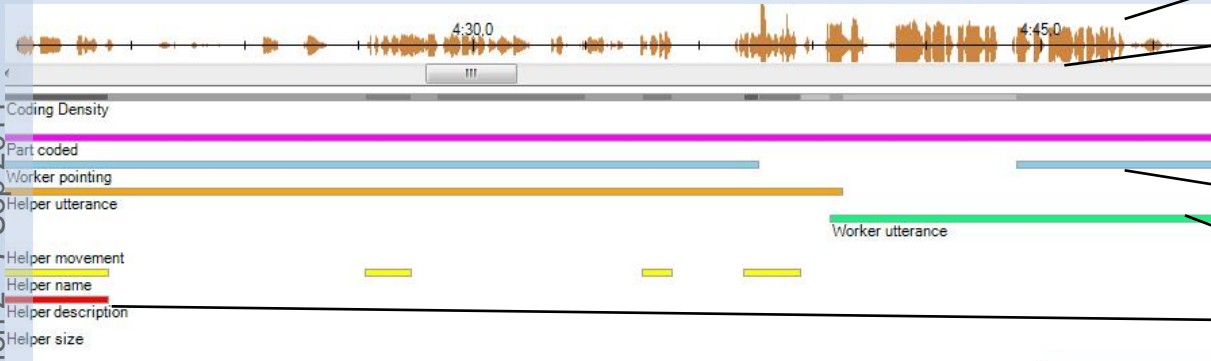 4:30,0
4:45,0
Coding Density
Part coded
Worker pointing
Helper utterance
Worker utterance
Helper movement
Helper name
Helper description
Helper size